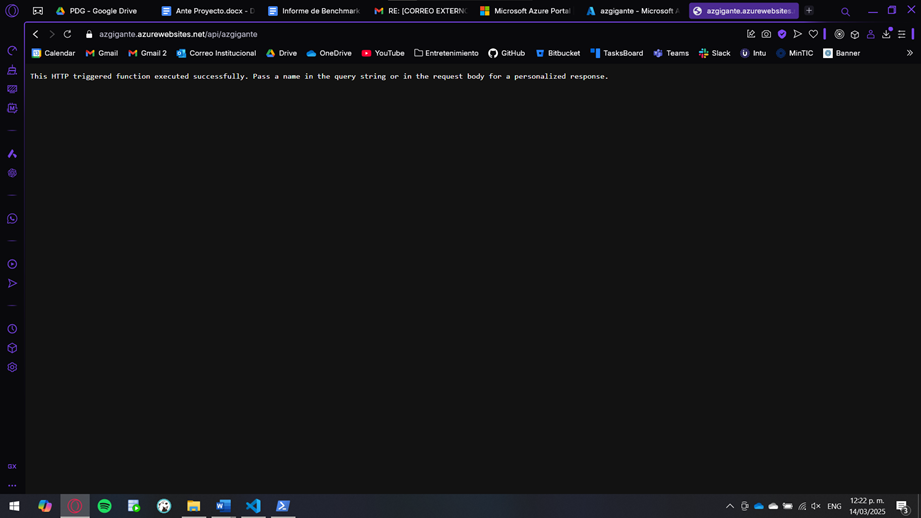 PDG - Google Drive
Ante Proyecto.docx - D
Informe de Benchmark
RE: [CORREO EXTERNO
Microsoft Azure Portal
azgigante - Microsoft A
azgigante.azurewebsites.
azgigante.azurewebsites.net/api/azgigante
Calendar
Gmail
Gmail 2
Correo Institucional
Drive
OneDrive
YouTube
Entretenimiento
GitHub
Bitbucket
TasksBoard
Teams
Slack
Intu
MinTIC
Banner
This HTTP triggered function executed successfully. Pass a name in the query string or in the request body for a personalized response.
GX
ENG
12:22 p. m.
14/03/2025
3